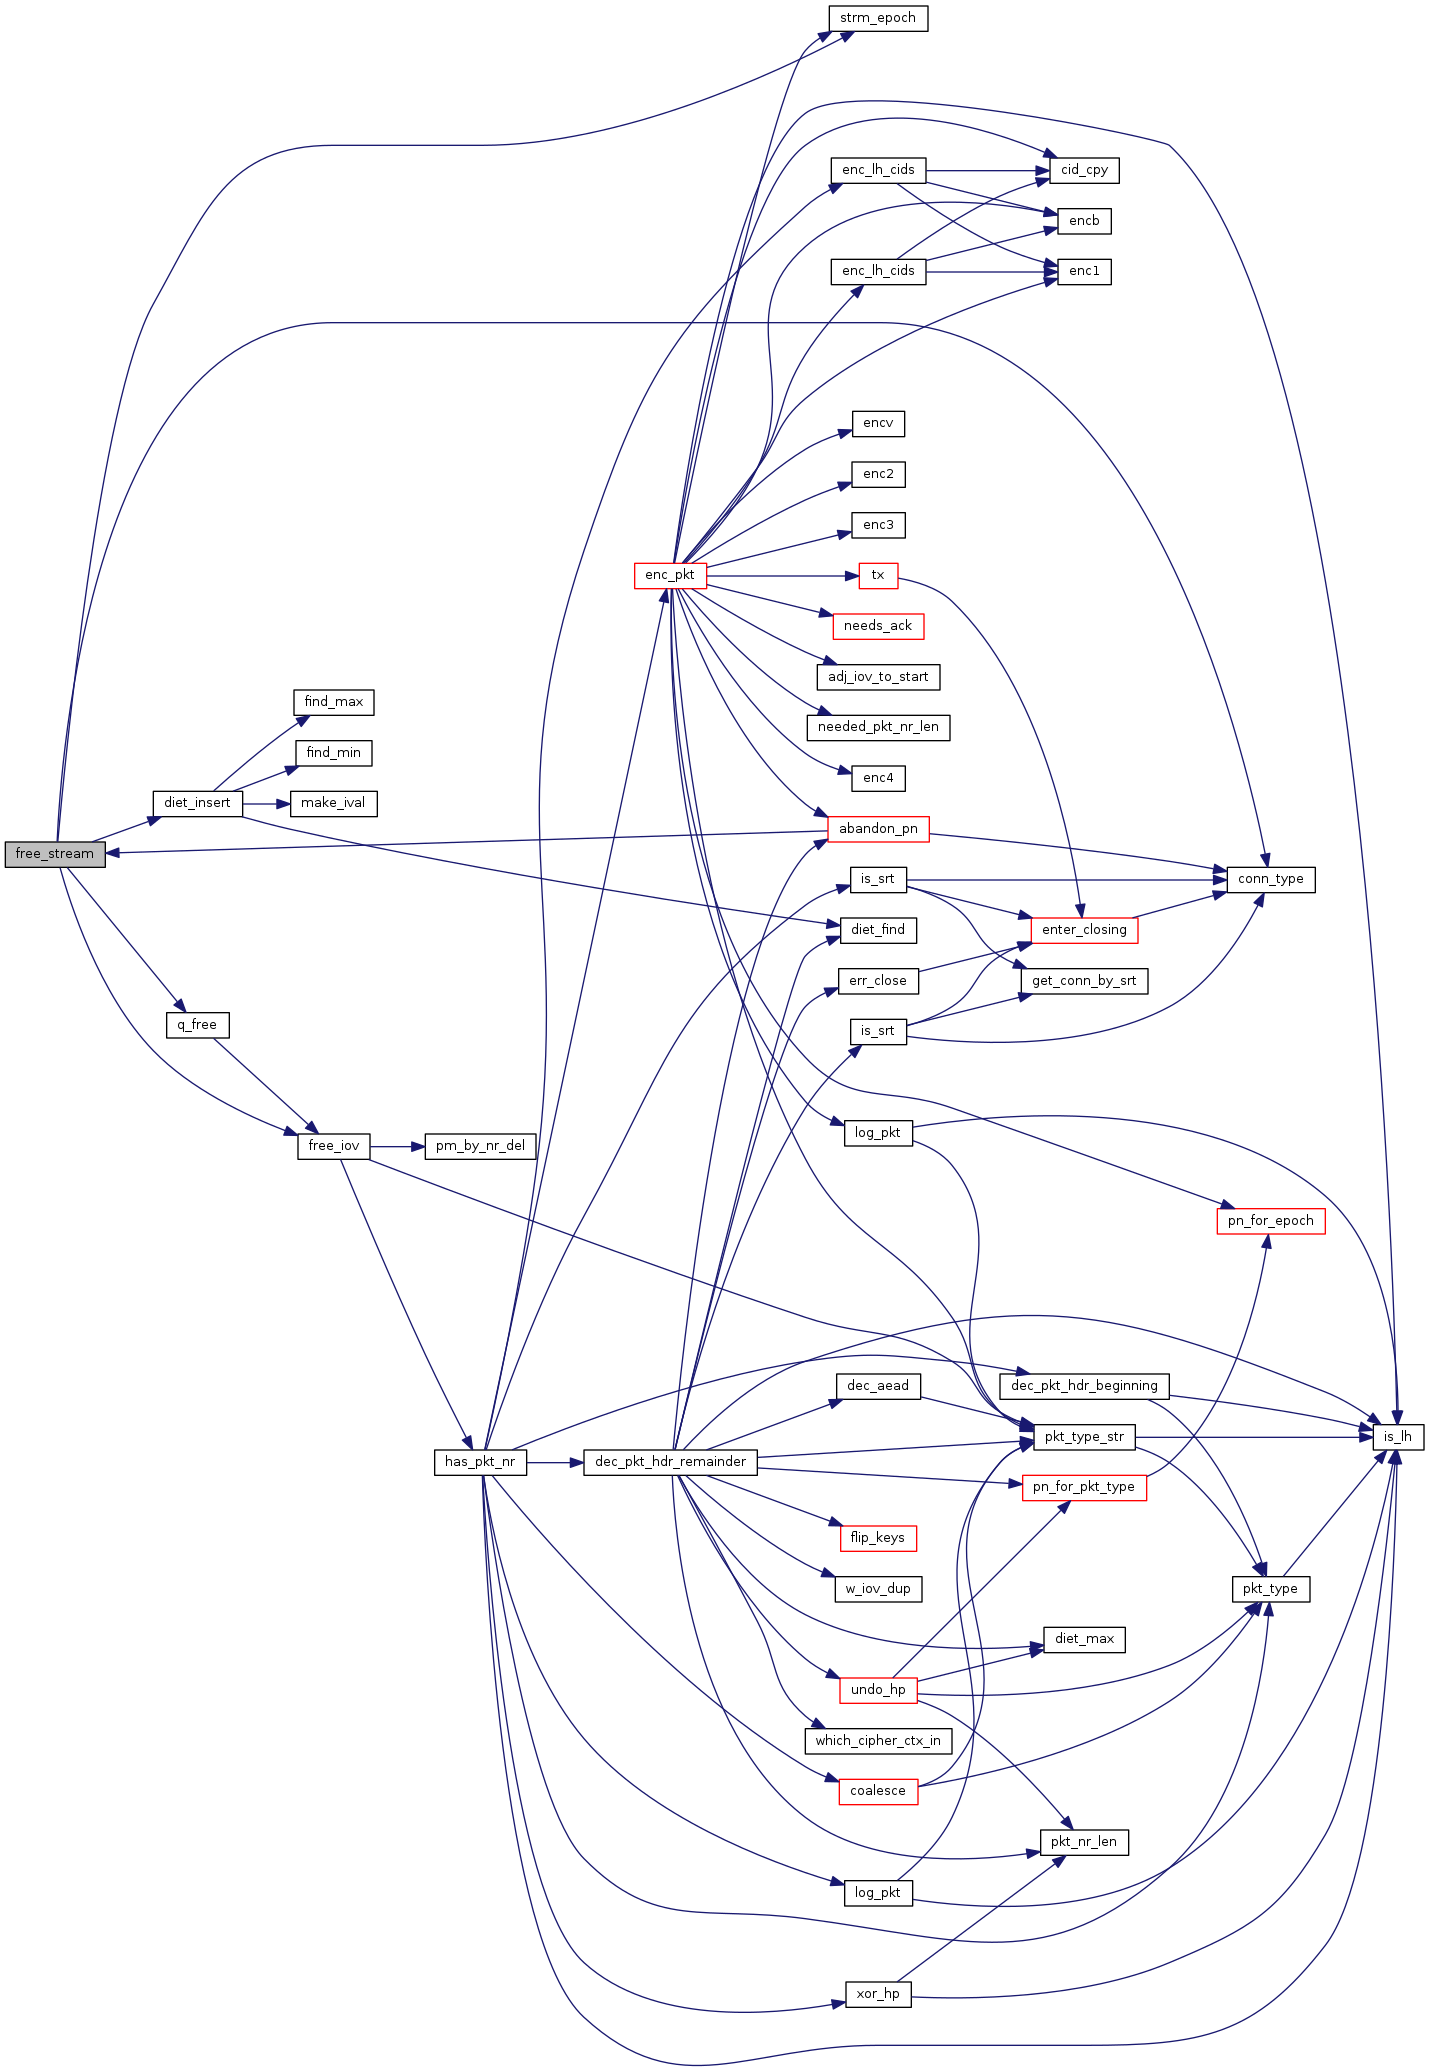 strm_epoch
enc_lh_cids
cid_cpy
encb
enc_lh_cids
enc1
encv
enc2
enc3
enc_pkt
tx
needs_ack
adj_iov_to_start
find_max
needed_pkt_nr_len
find_min
enc4
diet_insert
make_ival
abandon_pn
free_stream
is_srt
conn_type
diet_find
enter_closing
err_close
get_conn_by_srt
q_free
is_srt
log_pkt
free_iov
pm_by_nr_del
pn_for_epoch
dec_aead
dec_pkt_hdr_beginning
pkt_type_str
is_lh
has_pkt_nr
dec_pkt_hdr_remainder
pn_for_pkt_type
flip_keys
w_iov_dup
pkt_type
diet_max
undo_hp
which_cipher_ctx_in
coalesce
pkt_nr_len
log_pkt
xor_hp